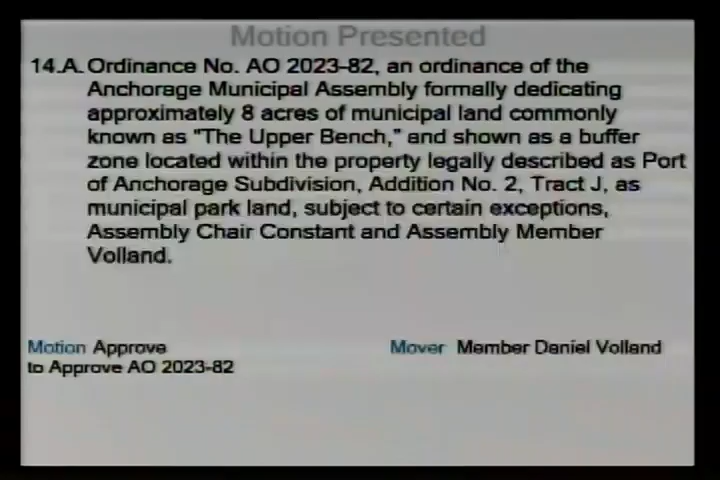 Motion Presented
14.A. Ordinance No. AO 2023-82, an ordinance of the
Anchorage Municipal Assembly formally dedicating
approximately 8 acres of municipal land commonly
known as "The Upper Bench," and shown as a buffer
zone located within the property legally described as Port
of Anchorage Subdivision, Addition No. 2, Tract J, as
municipal park land, subject to certain exceptions,
Assembly Chair Constant and Assembly Member
Volland.
Motion Approve Mover Member Daniel Volland
to Approve AO 2023-82